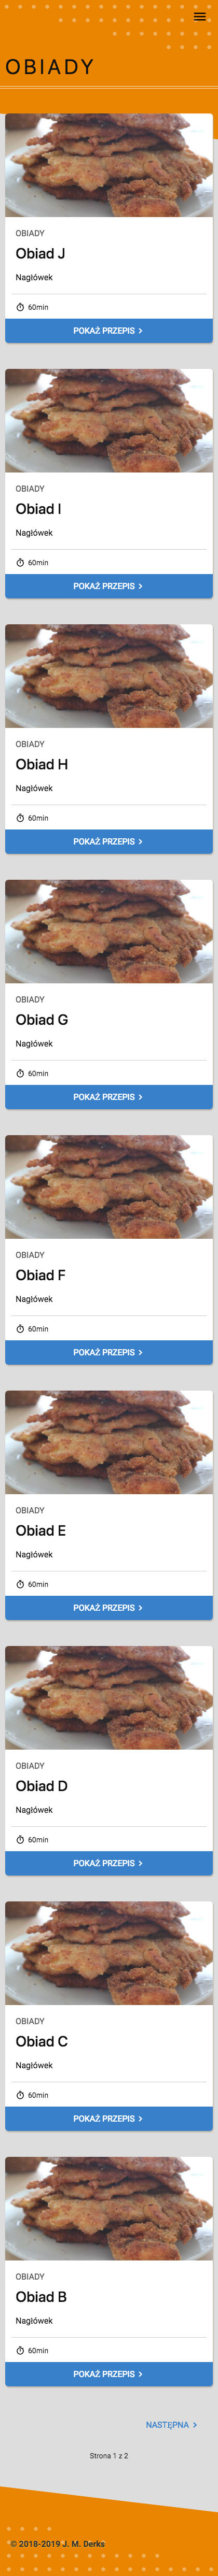 OBIADY
OBIADY
Obiad J
Nagłówek
60min
POKAŻ PRZEPIS
OBIADY
Obiad I
Nagłówek
60min
POKAŻ PRZEPIS
OBIADY
Obiad H
Nagłówek
60min
POKAŻ PRZEPIS
OBIADY
Obiad G
Nagłówek
60min
POKAŻ PRZEPIS
OBIADY
Obiad F
Nagłówek
60min
POKAŻ PRZEPIS
OBIADY
Obiad E
Nagłówek
60min
POKAŻ PRZEPIS
OBIADY
Obiad D
Nagłówek
60min
POKAŻ PRZEPIS
OBIADY
Obiad C
Nagłówek
60min
POKAŻ PRZEPIS
OBIADY
Obiad B
Nagłówek
60min
POKAŻ PRZEPIS
NASTĘPNA
Strona 1 z 2
© 2018-2019 J. M. Derks